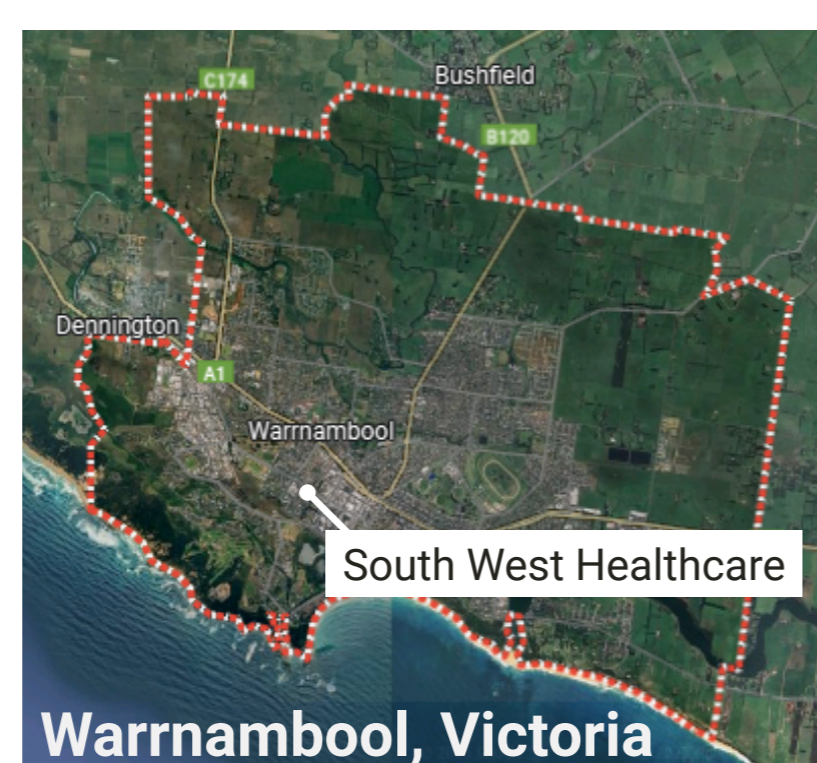 C174
Bushfield
B120
Dennington
A1
Warrnambool
South West Healthcare
Warrnambool, Victoria